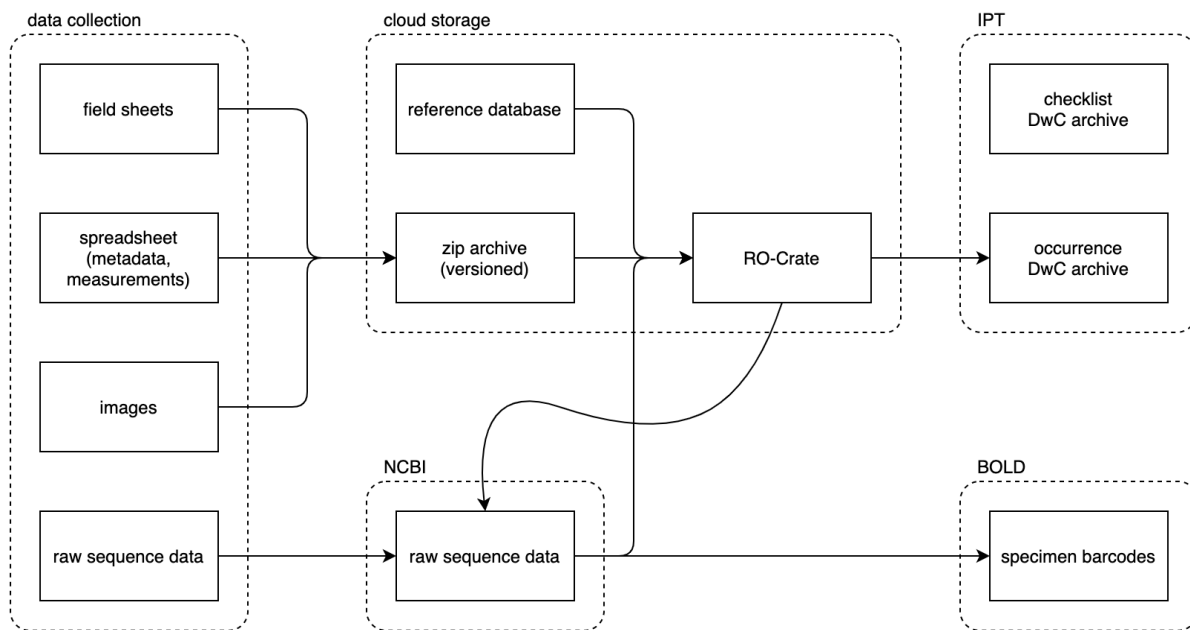 data collection
field sheets
spreadsheet
(metadata,
measurements)
images
raw sequence data
cloud storage
reference database
zip archive
(versioned)
RO-Crate
NCBI
raw sequence data
IPT
checklist
DwC archive
occurrence
DwC archive
BOLD
specimen barcodes